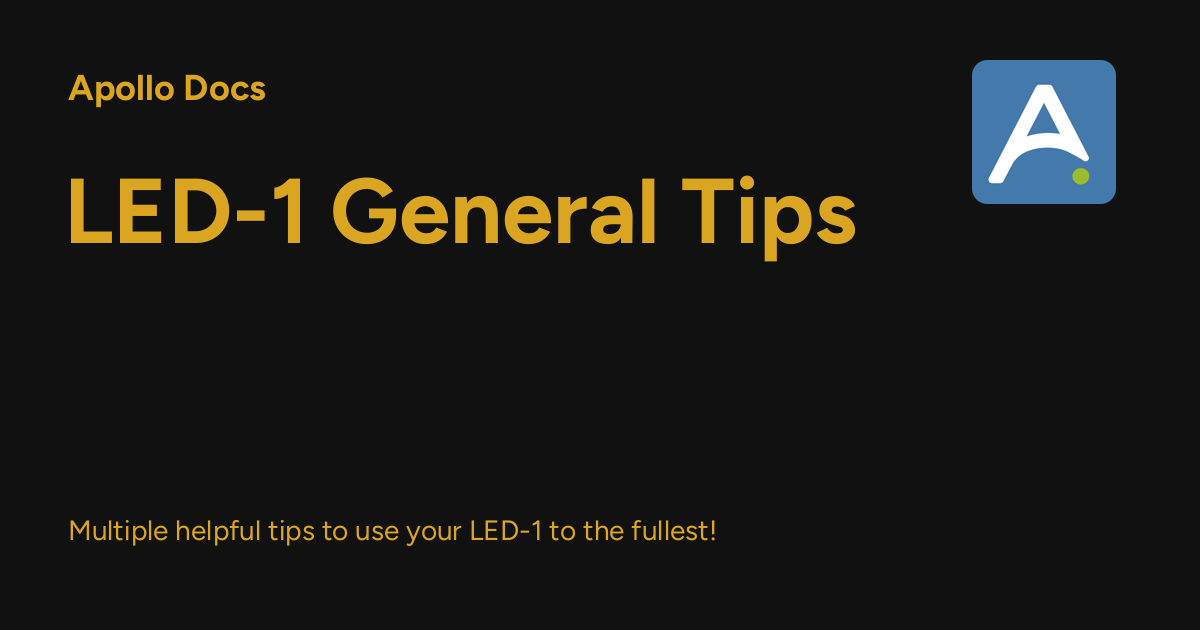 Apollo Docs
LED-1 General Tips
Multiple helpful tips to use your LED-1 to the fullest!